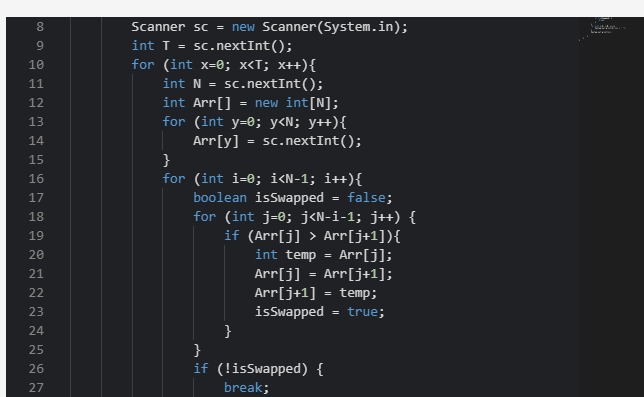 8 Scanner sc = new Scanner(System.in);
9 int T = sc.nextInt();
10 for (int x=0; x<T; x++){
11 int N = sc.nextInt();
12 int Arr[] = new int[N];
13 for (int y=0; y<N; y++){
14 Arr[y] = sc.nextInt();
15 }
16 for (int i=0; i<N-1; i++){
17 boolean isSwapped = false;
18 for (int j=0; j<N-i-1; j++) {
19 if (Arr[j] > Arr[j+1]){
20 int temp = Arr[j];
21 Arr[j] = Arr[j+1];
22 Arr[j+1] = temp;
23 isSwapped = true;
24 }
25 }
26 if (!isSwapped) {
27 break;